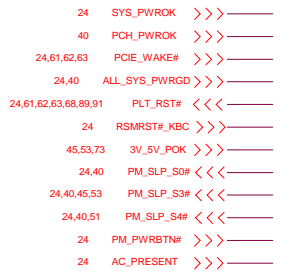 24 SYS_PWROK
40 PCH_PWROK
24,61,62,63 PCIE_WAKE#
24,40 ALL_SYS_PWRGD
24,61,62,63,68,89,91 PLT_RST#
24 RSMRST#_KBC
45,53,73 3V_5V_POK
24,40 PM_SLP_S0#
24,40,45,53 PM_SLP_S3#
24,40,51 PM_SLP_S4#
24 PM_PWRBTN#
24 AC_PRESENT